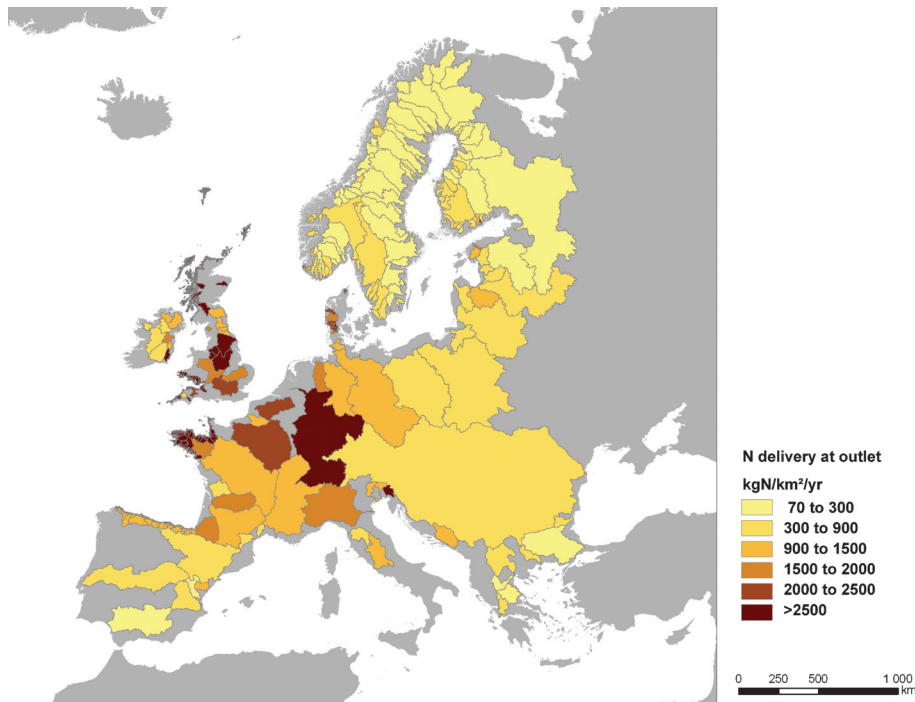 N delivery at outlet
kgN/km²/yr
70 to 300
300 to 900
900 to 1500
1500 to 2000
2000 to 2500
>2500
0 250 500 1 000
km